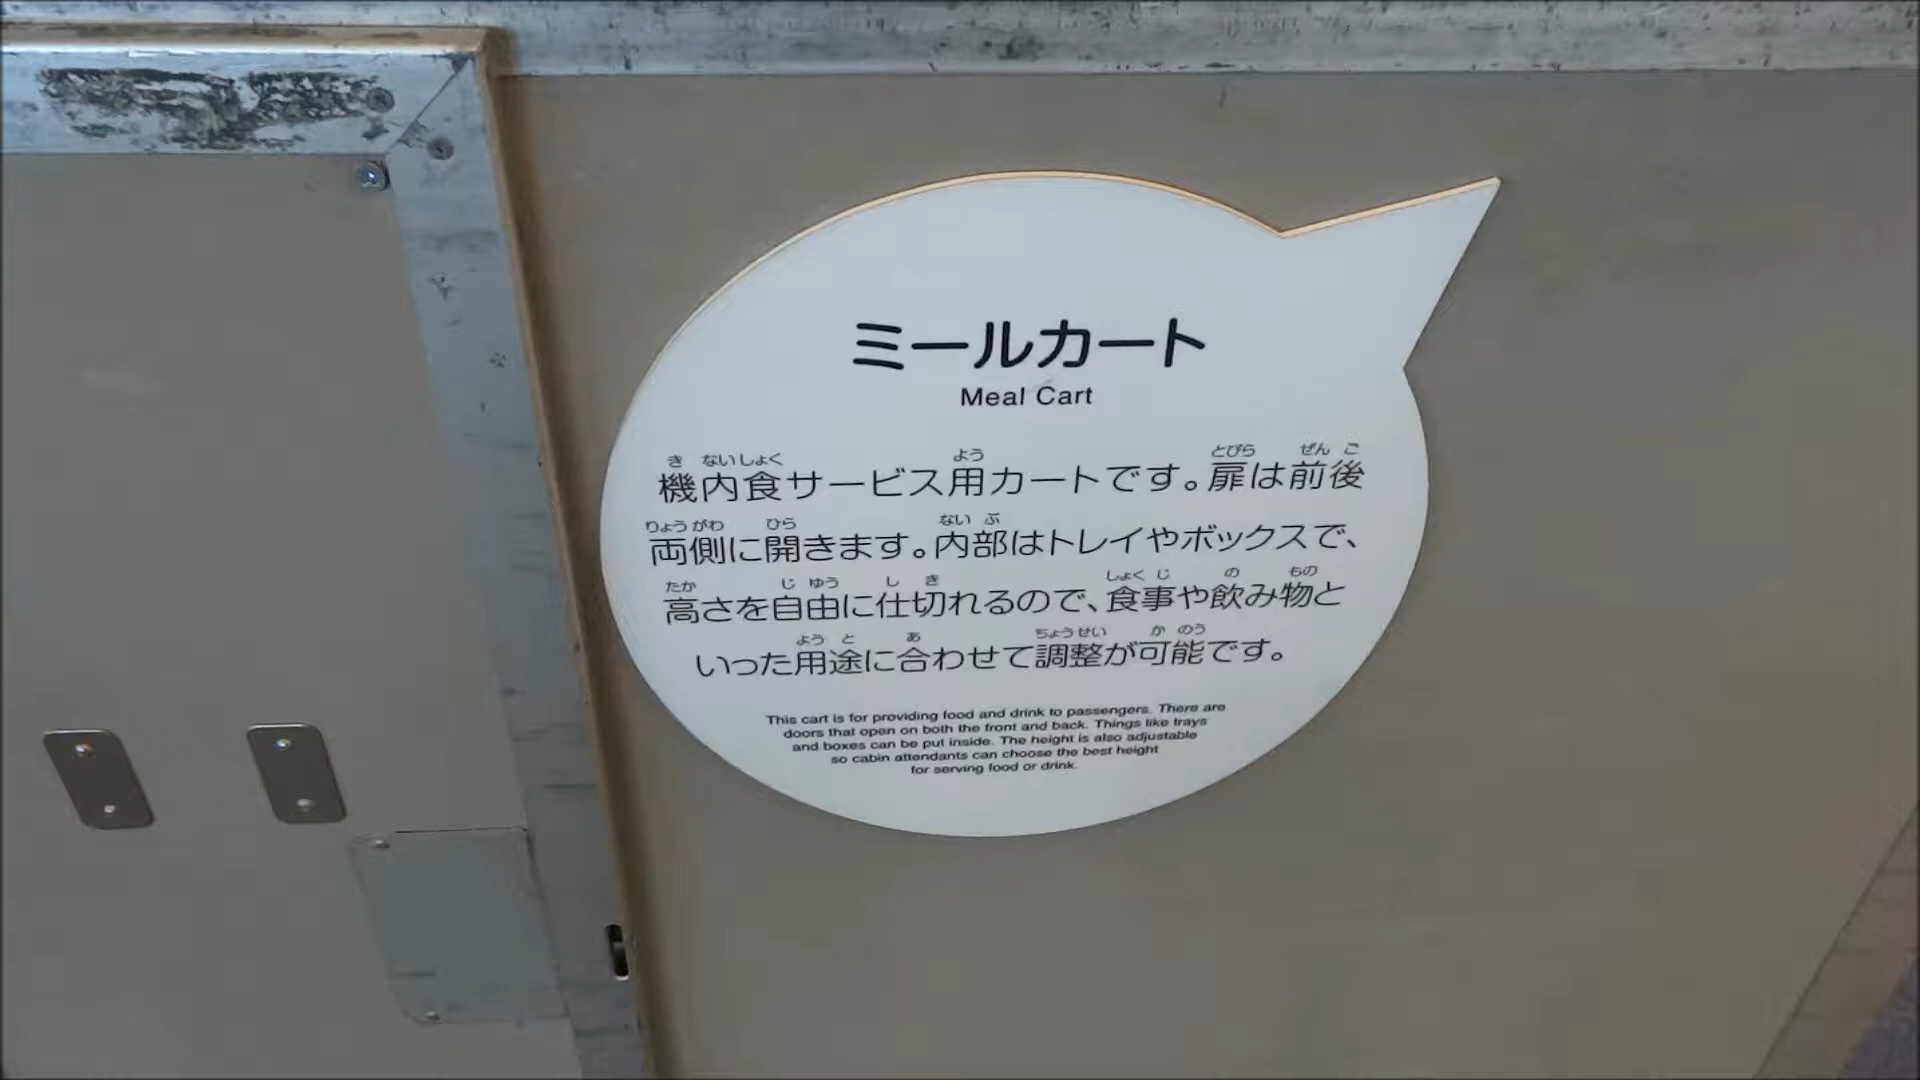 ミールカート
Meal Cart
き ないしょく よう とびら ぜん ご
機内食サービス用カートです。扉は前後
りょうがわ ひら ない ぶ
両側に開きます。内部はトレイやボックスで、
たか じ ゆう し き しょく じ の もの
高さを自由に仕切れるので、食事や飲み物と
よう と あ ちょうせい か のう
いった用途に合わせて調整が可能です。
This cart is for providing food and drink to passengers. There are
doors that open on both the front and back. Things like trays
and boxes can be put inside. The height is also adjustable
so cabin attendants can choose the best height
for serving food or drink.